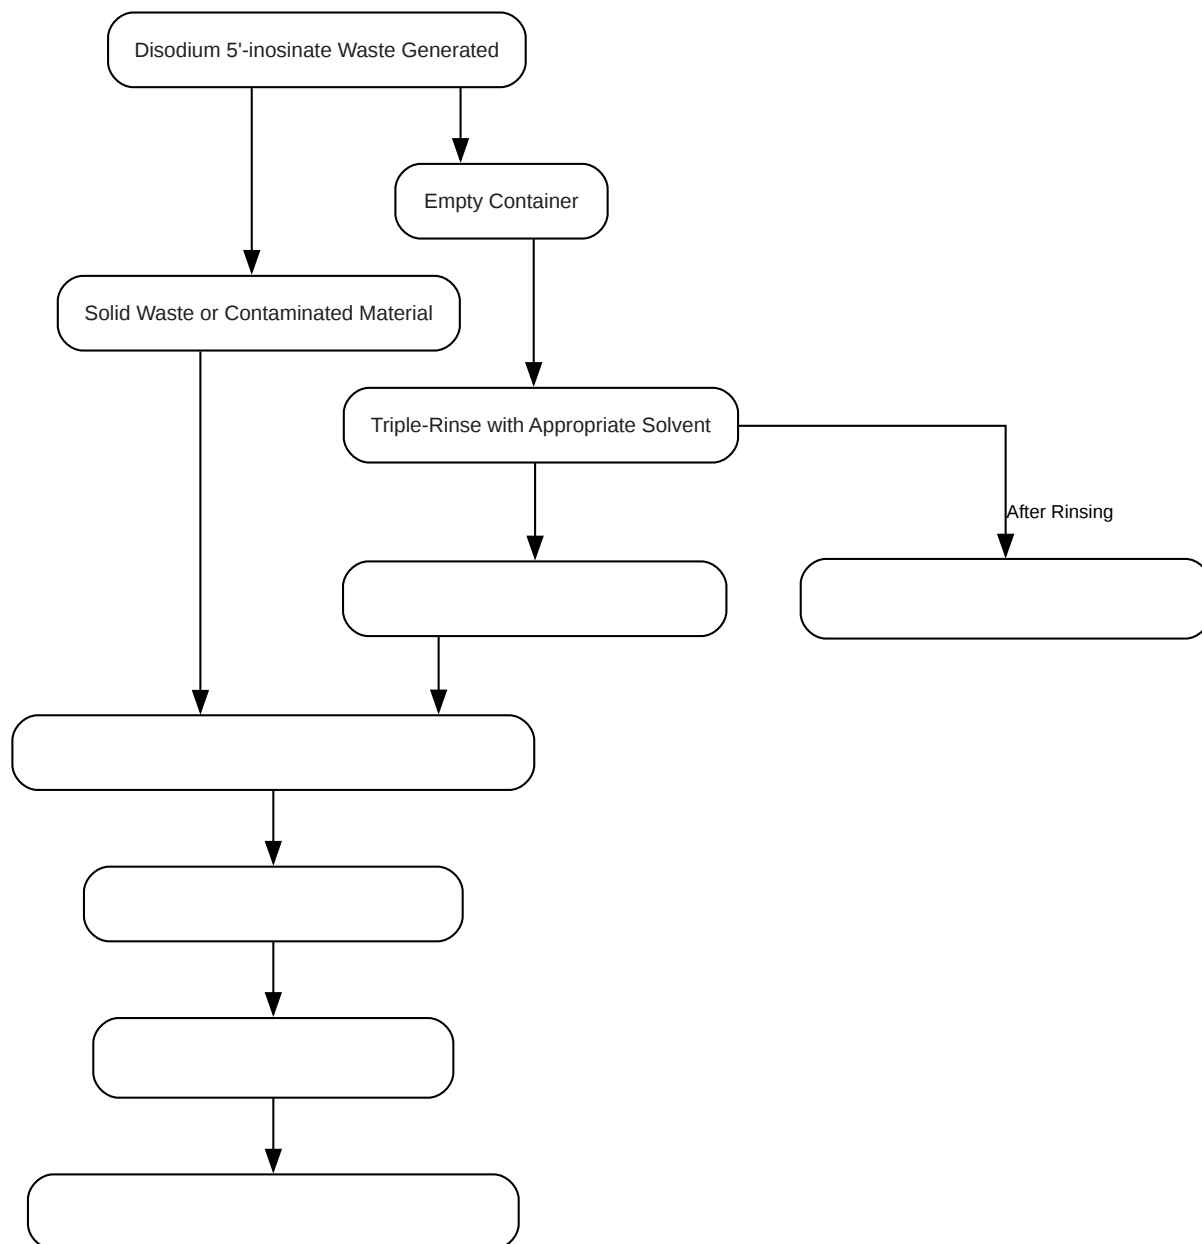 Disodium 5'-inosinate Waste Generated
Empty Container
Solid Waste or Contaminated Material
Triple-Rinse with Appropriate Solvent
After Rinsing